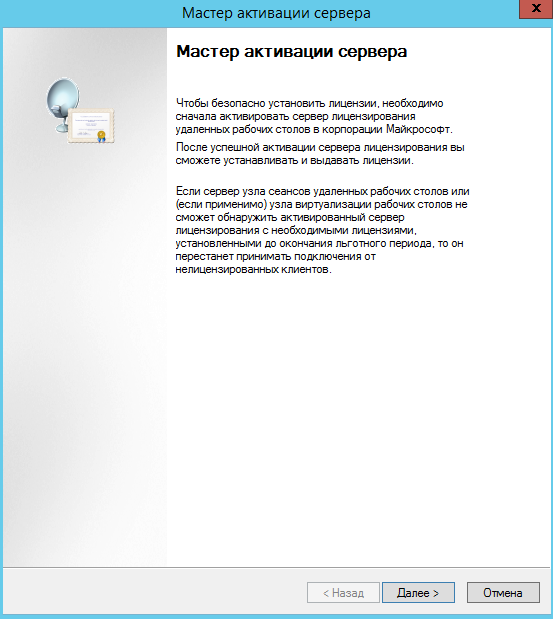 Мастер активации сервера
x
Мастер активации сервера
Чтобы безопасно установить лицензии, необходимо
сначала активировать сервер лицензирования
удаленных рабочих столов в корпорации Майкрософт.
После успешной активации сервера лицензирования вы
сможете устанавливать и выдавать лицензии.
Если сервер узла сеансов удаленных рабочих столов или
(если применимо) узла виртуализации рабочих столов не
сможет обнаружить активированный сервер
лицензирования с необходимыми лицензиями,
установленными до окончания льготного периода, то он
перестанет принимать подключения от
нелицензированных клиентов.
< Назад Далее > Отмена